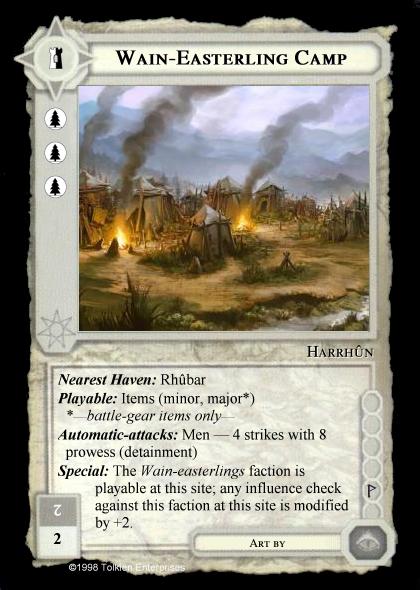 WAIN-EASTERLING CAMP
HARRHÛN
Nearest Haven: Rhûbar
Playable: Items (minor, major*)
*—battle-gear items only—
Automatic-attacks: Men — 4 strikes with 8
prowess (detainment)
Special: The Wain-easterlings faction is
playable at this site; any influence check
against this faction at this site is modified
by +2.
2
2
ART BY
©1998 Tolkien Enterprises